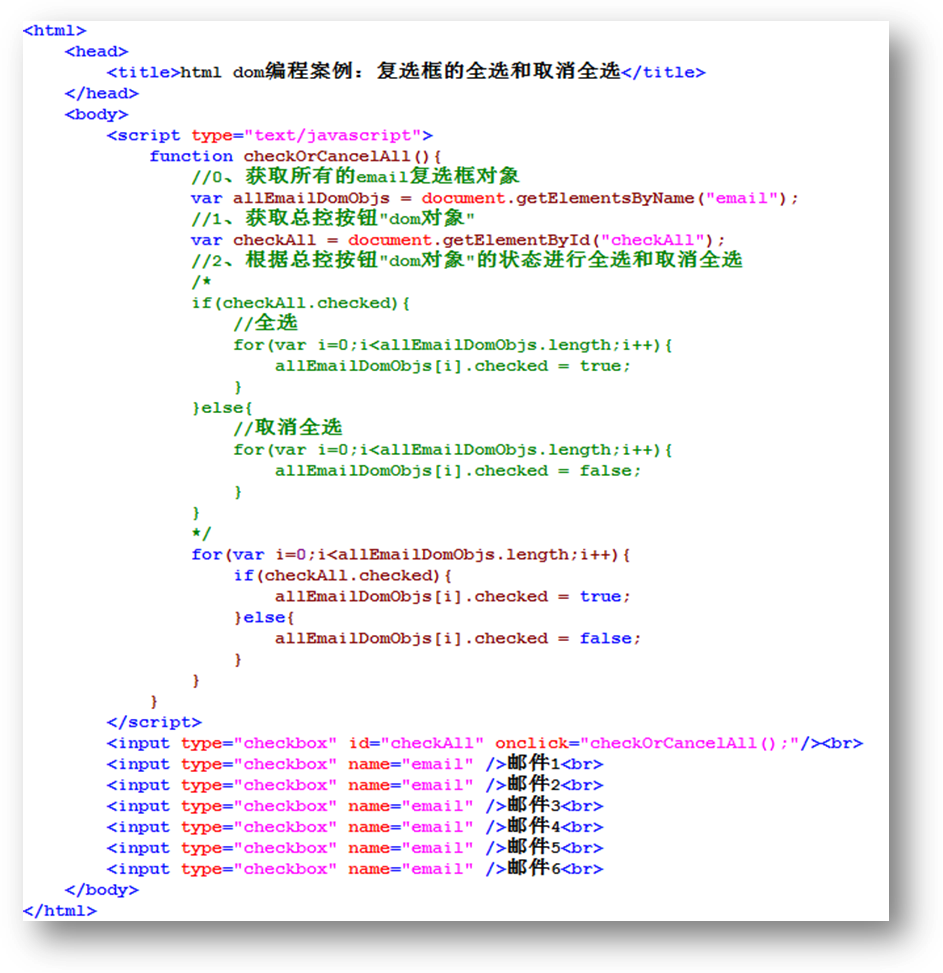 <html>
    <head>
        <title>html dom编程案例：复选框的全选和取消全选</title>
    </head>
    <body>
        <script type="text/javascript">
            function checkOrCancelAll(){
                //0、获取所有的email复选框对象
                var allEmailDomObjs = document.getElementsByName("email");
                //1、获取总控按钮"dom对象"
                var checkAll = document.getElementById("checkAll");
                //2、根据总控按钮"dom对象"的状态进行全选和取消全选
                /*
                if(checkAll.checked){
                    //全选
                    for(var i=0;i<allEmailDomObjs.length;i++){
                        allEmailDomObjs[i].checked = true;
                    }
                }else{
                    //取消全选
                    for(var i=0;i<allEmailDomObjs.length;i++){
                        allEmailDomObjs[i].checked = false;
                    }
                }
                */
                for(var i=0;i<allEmailDomObjs.length;i++){
                    if(checkAll.checked){
                        allEmailDomObjs[i].checked = true;
                    }else{
                        allEmailDomObjs[i].checked = false;
                    }
                }
            }
        </script>
        <input type="checkbox" id="checkAll" onclick="checkOrCancelAll();"/><br>
        <input type="checkbox" name="email" />邮件1<br>
        <input type="checkbox" name="email" />邮件2<br>
        <input type="checkbox" name="email" />邮件3<br>
        <input type="checkbox" name="email" />邮件4<br>
        <input type="checkbox" name="email" />邮件5<br>
        <input type="checkbox" name="email" />邮件6<br>
    </body>
</html>